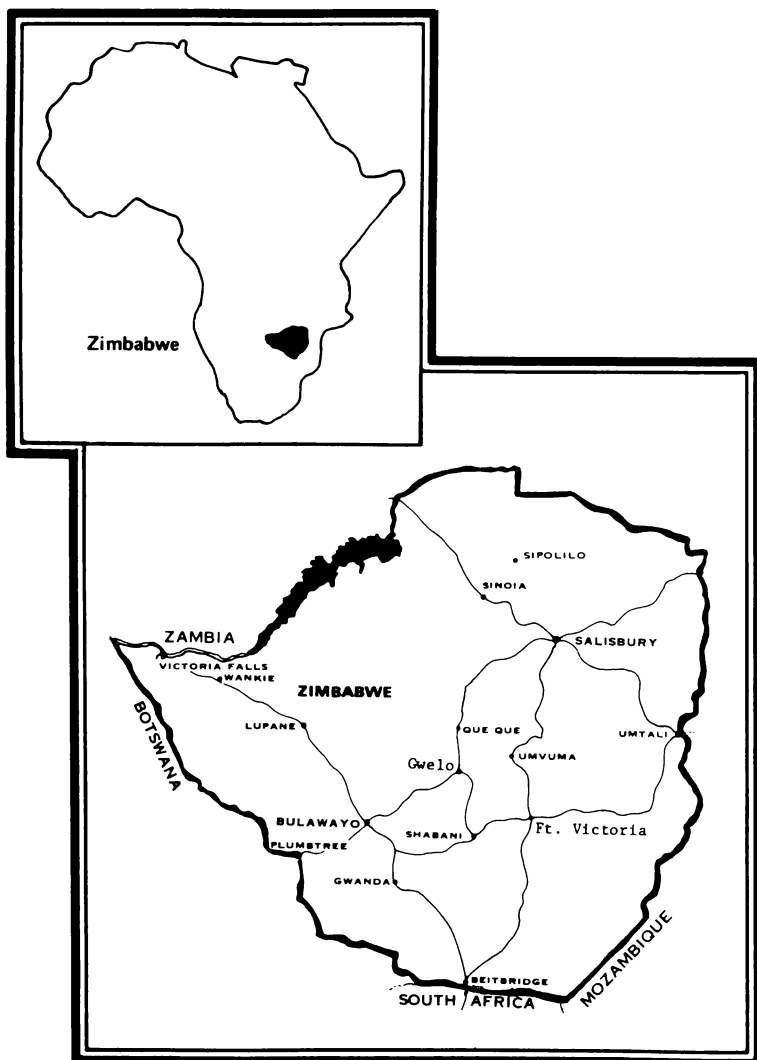 Zimbabwe
SIPOLILO
SINOIA
ZAMBIA
SALISBURY
VICTORIA FALLS
WANKIE
ZIMBABWE
BOTSWANA
LUPANE
QUE QUE
UMTALI
UMVUMA
Gwelo
BULAWAYO
SHABANI
Ft. Victoria
PLUMBTREE
GWANDA
MOZAMBIQUE
BEITBRIDGE
SOUTH AFRICA